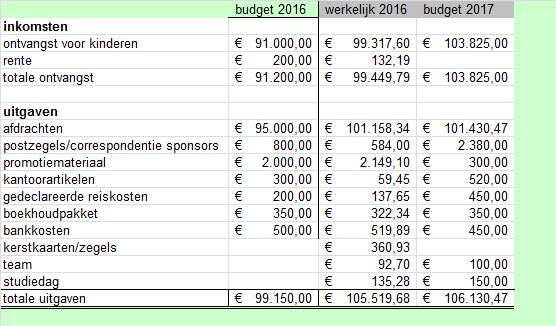 budget 2016 werkelijk 2016 budget 2017
inkomsten
ontvangst voor kinderen € 91.000,00 € 99.317,60 € 103.825,00
rente € 200,00 € 132,19
totale ontvangst € 91.200,00 € 99.449,79 € 103.825,00
uitgaven
afdrachten € 95.000,00 € 101.158,34 € 101.430,47
postzegels/correspondentie sponsors € 800,00 € 584,00 € 2.380,00
promotiemateriaal € 2.000,00 € 2.149,10 € 300,00
kantoorartikelen € 300,00 € 59,45 € 520,00
gedeclareerde reiskosten € 200,00 € 137,65 € 450,00
boekhoudpakket € 350,00 € 322,34 € 350,00
bankkosten € 500,00 € 519,89 € 450,00
kerstkaarten/zegels € 360,93
team € 92,70 € 100,00
studiedag € 135,28 € 150,00
totale uitgaven € 99.150,00 € 105.519,68 € 106.130,47